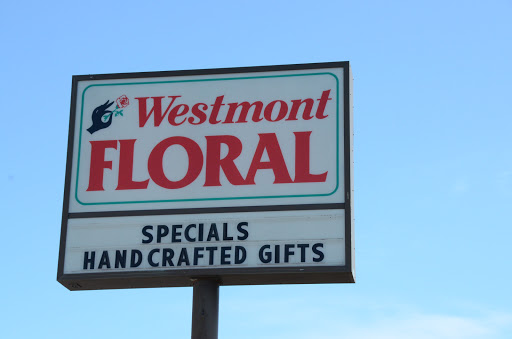 Westmont
FLORAL
SPECIALS
HANDCRAFTED GIFTS